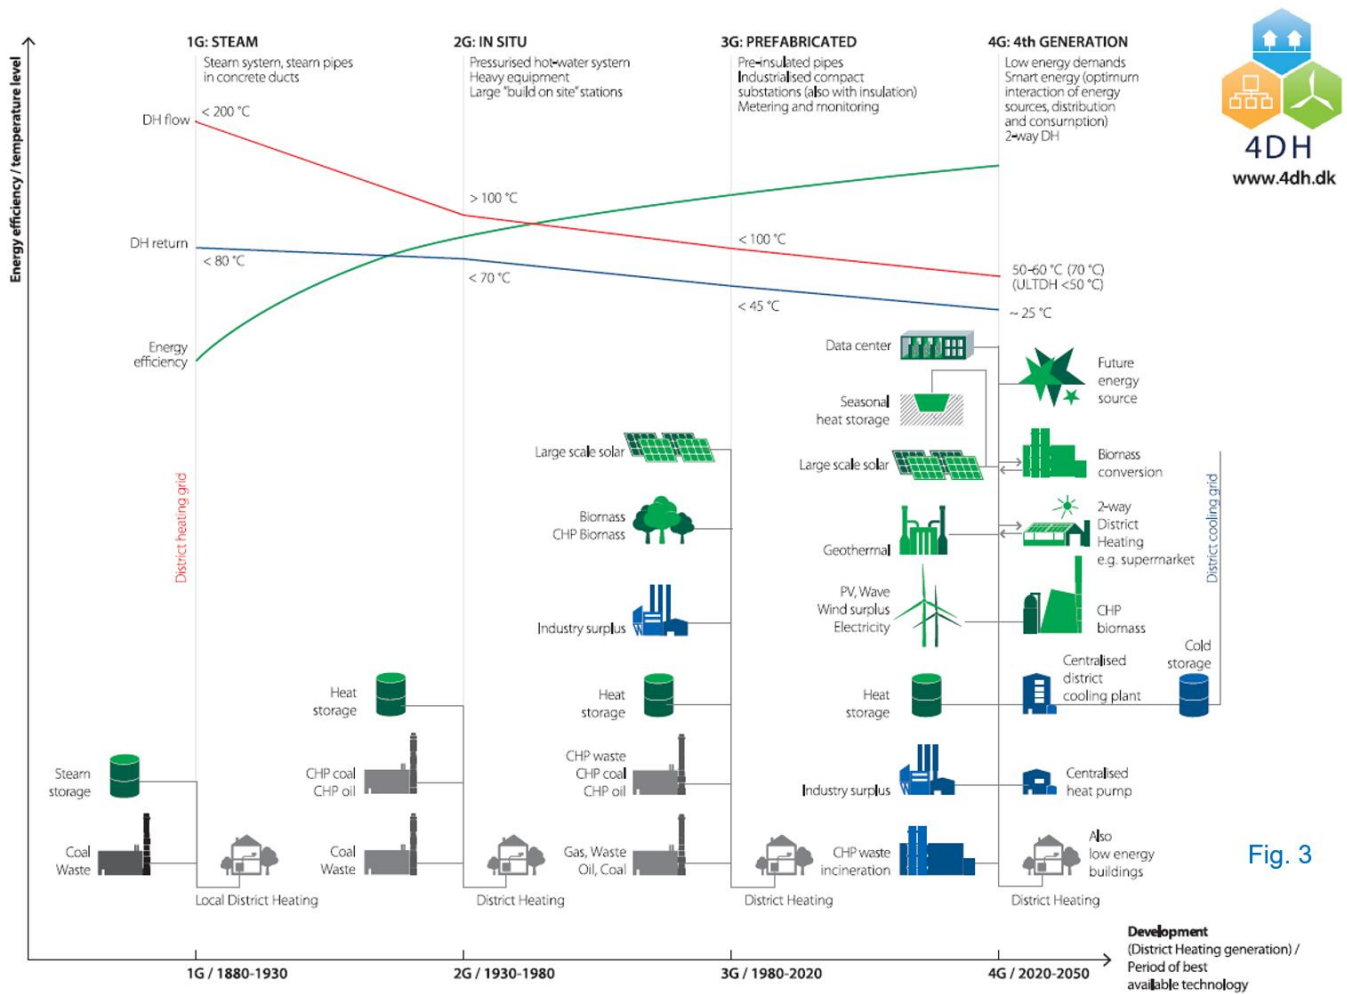 1G: STEAM
Steam system, steam pipes
in concrete ducts
2G: IN SITU
Pressurised hot-water system
Heavy equipment
Large "build on site" stations
3G: PREFABRICATED
Pre-insulated pipes
Industrialised compact
substations (also with insulation)
Metering and monitoring
4G: 4th GENERATION
Low energy demands
Smart energy (optimum
interaction of energy
sources, distribution
and consumption)
2-way DH
4DH
www.4dh.dk
Energy efficiency / temperature level
DH flow
< 200 °C
> 100 °C
< 100 °C
50-60 °C (70 °C)
(ULTDH <50 °C)
DH return
< 80 °C
< 70 °C
< 45 °C
~ 25 °C
Energy
efficiency
District heating grid
Steam
storage
Coal
Waste
Local District Heating
Heat
storage
CHP coal
CHP oil
Coal
Waste
District Heating
Large scale solar
Biomass
CHP Biomass
Industry surplus
Heat
storage
CHP waste
CHP coal
CHP oil
Gas, Waste
Oil, Coal
District Heating
Data center
Seasonal
heat storage
Large scale solar
Geothermal
PV, Wave
Wind surplus
Electricity
Heat
storage
Industry surplus
CHP waste
incineration
Future
energy
source
Biomass
conversion
2-way
District
Heating
e.g. supermarket
CHP
biomass
Centralised
district
cooling plant
Cold
storage
District cooling grid
Centralised
heat pump
Also
low energy
buildings
District Heating
Fig. 3
1G / 1880-1930
2G / 1930-1980
3G / 1980-2020
4G / 2020-2050
Development
(District Heating generation) /
Period of best
available technology